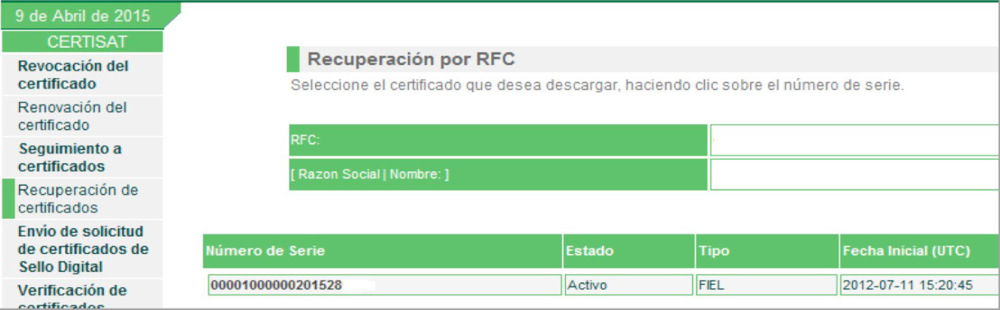 9 de Abril de 2015
CERTISAT
Revocación del
certificado
Renovación del
certificado
Seguimiento a
certificados
Recuperación de
certificados
Envío de solicitud
de certificados de
Sello Digital
Verificación de
certificados
Recuperación por RFC
Seleccione el certificado que desea descargar, haciendo clic sobre el número de serie.
RFC:
[ Razon Social | Nombre: ]
Número de Serie Estado Tipo Fecha Inicial (UTC)
00001000000201528 Activo FIEL 2012-07-11 15:20:45